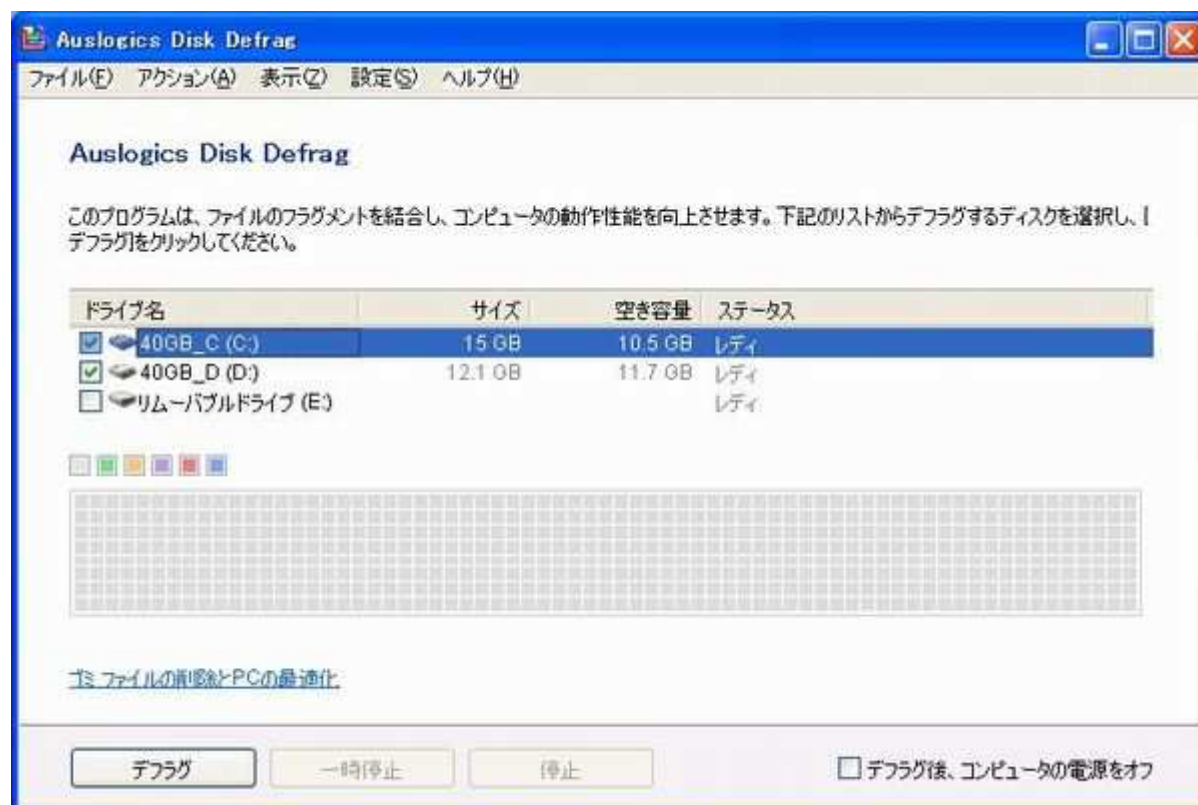 Auslogics Disk Defrag
ファイル(F) アクション(A) 表示(Z) 設定(S) ヘルプ(H)
Auslogics Disk Defrag
このプログラムは、ファイルのフラグメントを結合し、コンピュータの動作性能を向上させます。下記のリストからデフラグするディスクを選択し、[
デフラグ]をクリックしてください。
ドライブ名 サイズ 空き容量 ステータス
40GB_C (C:) 15 GB 10.5 GB レディ
40GB_D (D:) 12.1 GB 11.7 GB レディ
リムーバブルドライブ (E:) レディ
ゴミ ファイルの削除とPCの最適化
デフラグ 一時停止 停止 デフラグ後、コンピュータの電源をオフ